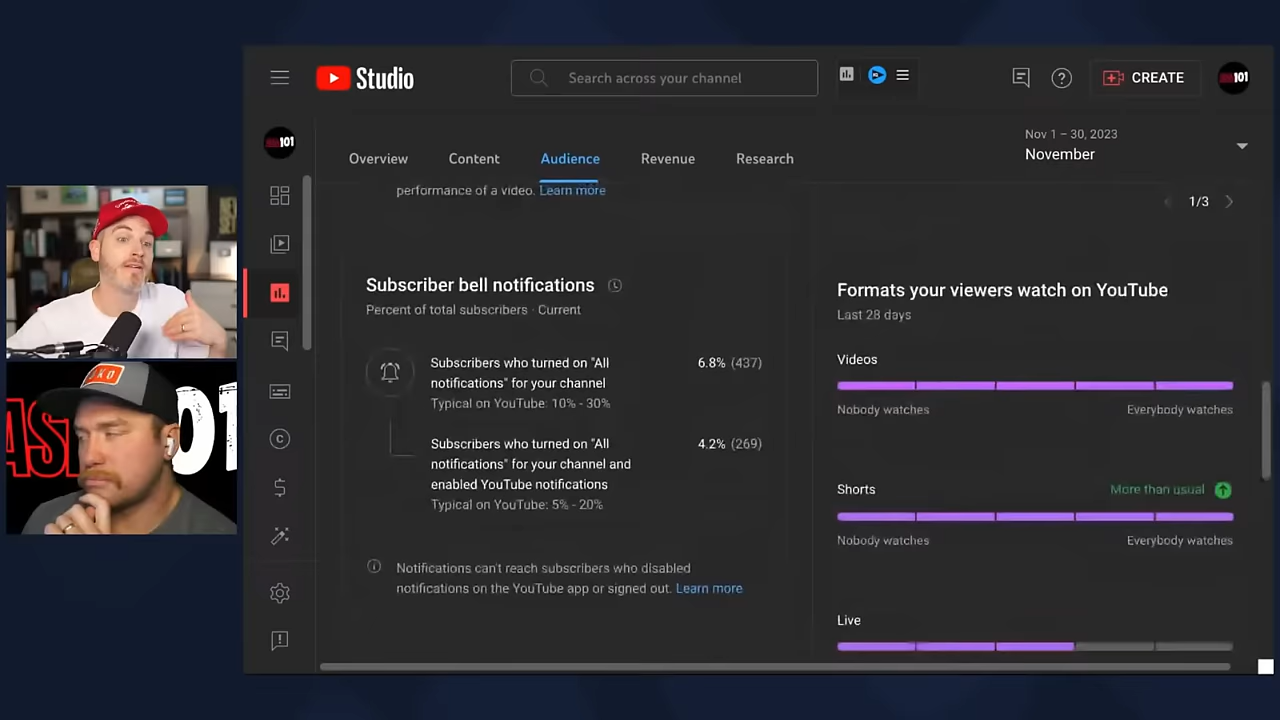 Studio
Search across your channel
CREATE
101
101
Overview
Content
Audience
Revenue
Research
Nov 1 – 30, 2023
November
performance of a video. Learn more
1/3
Subscriber bell notifications
Percent of total subscribers · Current
Subscribers who turned on "All
notifications" for your channel
Typical on YouTube: 10% - 30%
6.8% (437)
Subscribers who turned on "All
notifications" for your channel and
enabled YouTube notifications
Typical on YouTube: 5% - 20%
4.2% (269)
Notifications can't reach subscribers who disabled
notifications on the YouTube app or signed out. Learn more
Formats your viewers watch on YouTube
Last 28 days
Videos
Nobody watches
Everybody watches
Shorts
More than usual
Nobody watches
Everybody watches
Live